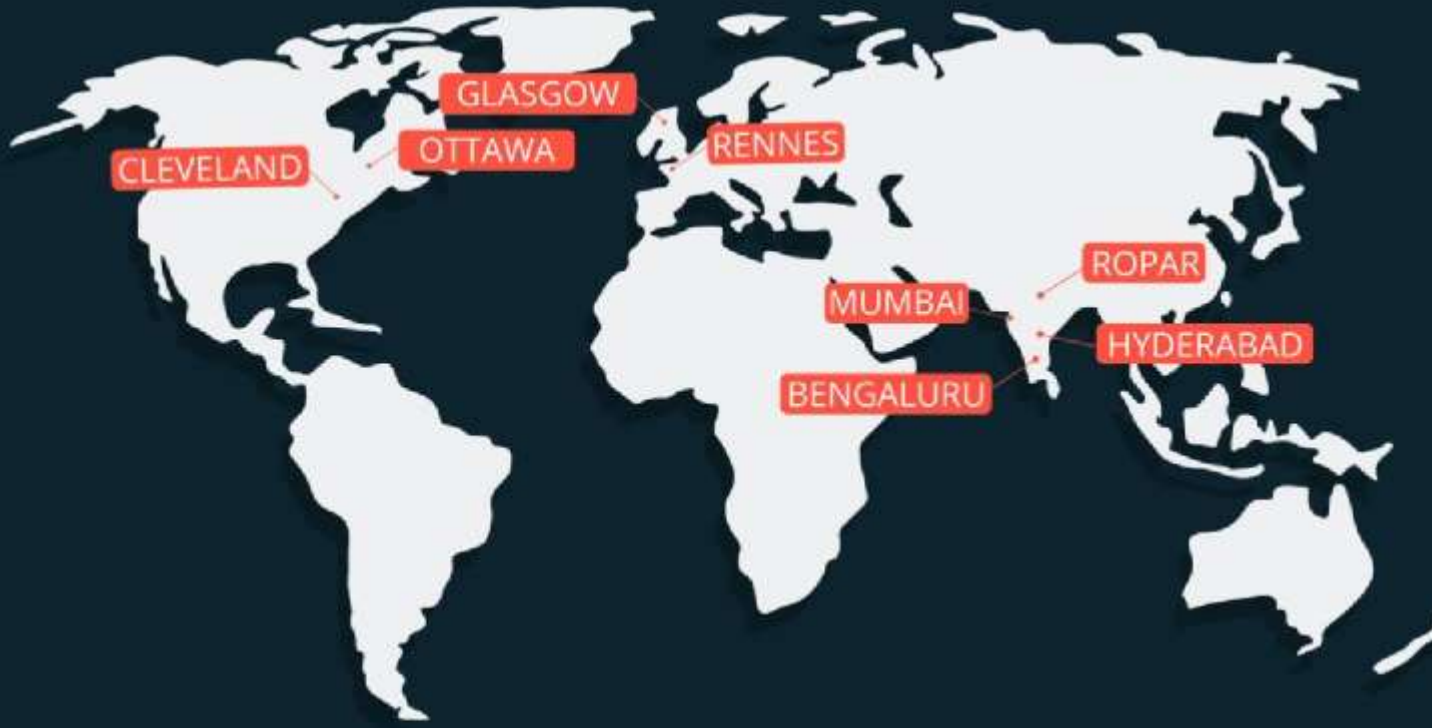 GLASGOW
RENNES
OTTAWA
CLEVELAND
ROPAR
MUMBAI
HYDERABAD
BENGALURU